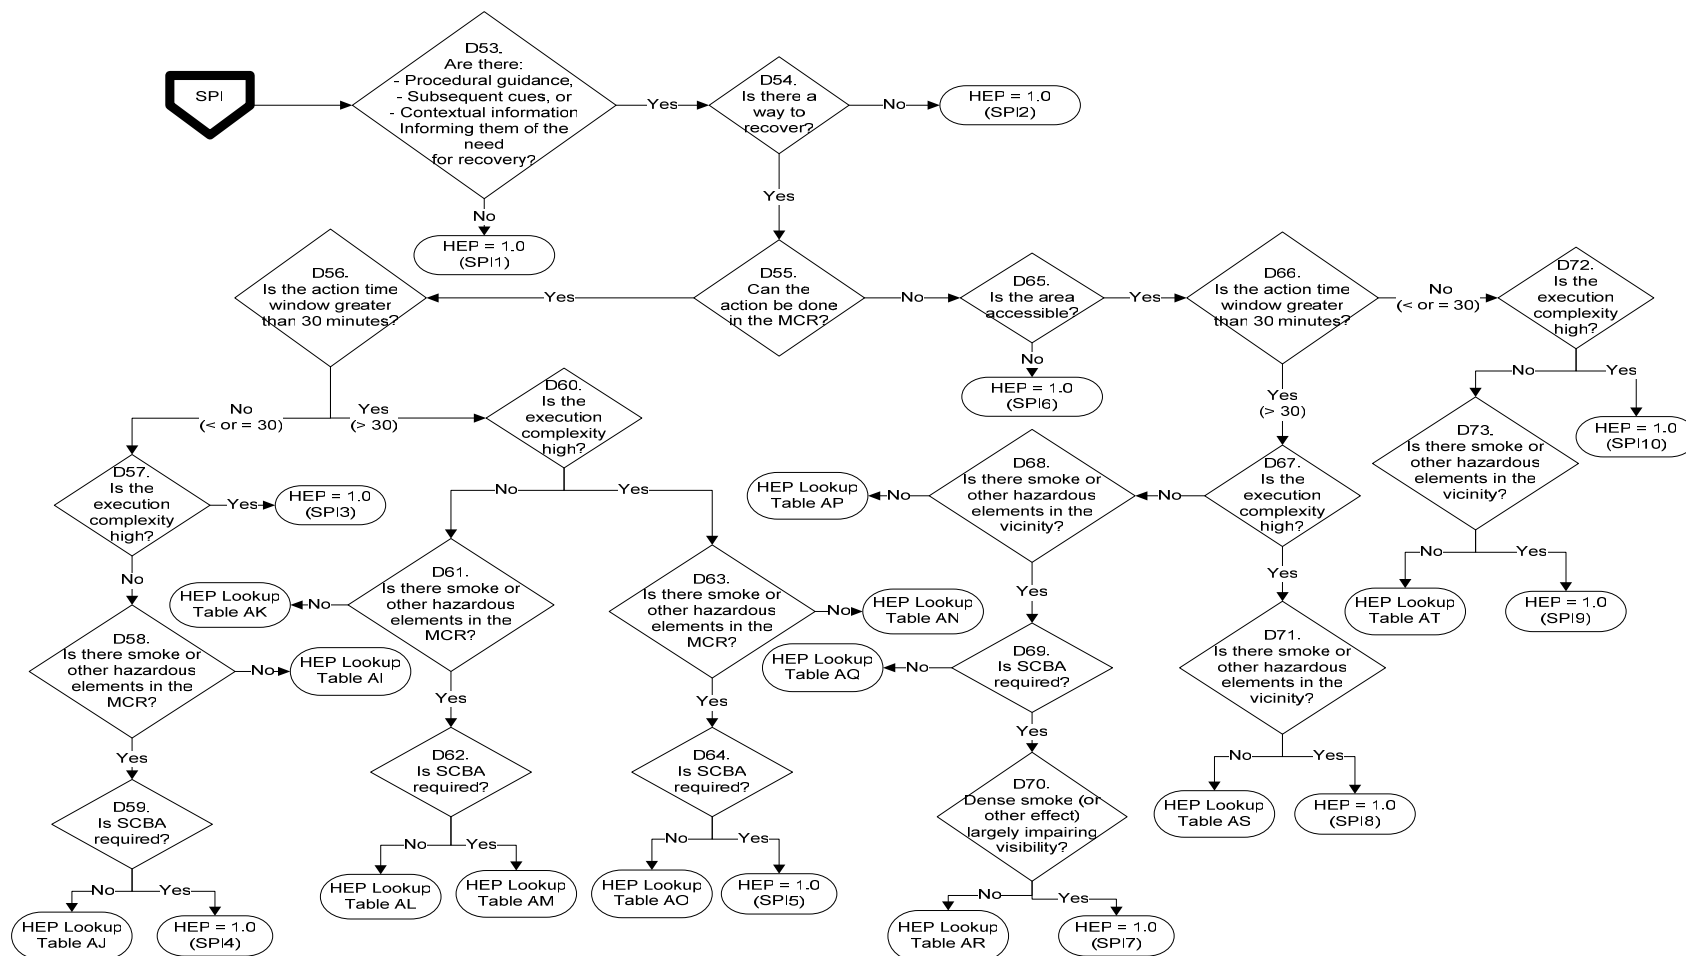 SPI
D53.
Are there:
- Procedural guidance,
- Subsequent cues, or
- Contextual information
Informing them of the
need
for recovery?
Yes
D54.
Is there a
way to
recover?
No
HEP = 1.0
(SPI2)
No
HEP = 1.0
(SPI1)
Yes
D55.
Can the
action be done
in the MCR?
Yes
No
D56.
Is the action time
window greater
than 30 minutes?
No
(< or = 30)
Yes
(> 30)
D65.
Is the area
accessible?
Yes
No
HEP = 1.0
(SPI6)
D66.
Is the action time
window greater
than 30 minutes?
No
(< or = 30)
Yes
(> 30)
D72.
Is the
execution
complexity
high?
No
Yes
HEP = 1.0
(SPI10)
D73.
Is there smoke or
other hazardous
elements in the
vicinity?
No
Yes
HEP Lookup
Table AT
HEP = 1.0
(SPI9)
D57.
Is the
execution
complexity
high?
Yes
HEP = 1.0
(SPI3)
No
D58.
Is there smoke or
other hazardous
elements in the
MCR?
No
HEP Lookup
Table AI
Yes
D59.
Is SCBA
required?
No
Yes
HEP Lookup
Table AJ
HEP = 1.0
(SPI4)
D60.
Is the
execution
complexity
high?
No
Yes
D61.
Is there smoke or
other hazardous
elements in the
MCR?
No
HEP Lookup
Table AK
Yes
D62.
Is SCBA
required?
No
Yes
HEP Lookup
Table AL
HEP Lookup
Table AM
D63.
Is there smoke or
other hazardous
elements in the
MCR?
No
HEP Lookup
Table AN
Yes
D64.
Is SCBA
required?
No
Yes
HEP Lookup
Table AO
HEP = 1.0
(SPI5)
D67.
Is the
execution
complexity
high?
No
Yes
D68.
Is there smoke or
other hazardous
elements in the
vicinity?
No
HEP Lookup
Table AP
Yes
D69.
Is SCBA
required?
No
HEP Lookup
Table AQ
Yes
D70.
Dense smoke (or
other effect)
largely impairing
visibility?
No
Yes
HEP Lookup
Table AR
HEP = 1.0
(SPI7)
D71.
Is there smoke or
other hazardous
elements in the
vicinity?
No
Yes
HEP Lookup
Table AS
HEP = 1.0
(SPI8)